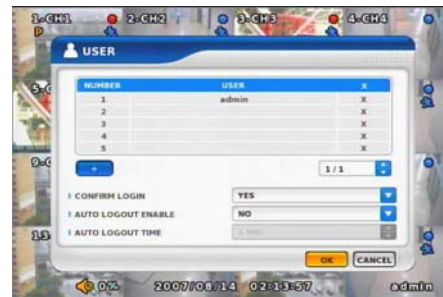 1-CH1 2-CH2 3-CH3 4-CH4
P
USER
NUMBER USER X
1 admin X
2 X
3 X
4 X
5 X
+
1 / 1
CONFIRM LOGIN YES
AUTO LOGOUT ENABLE NO
AUTO LOGOUT TIME
OK CANCEL
0% 2007/08/14 02:13:57 admin